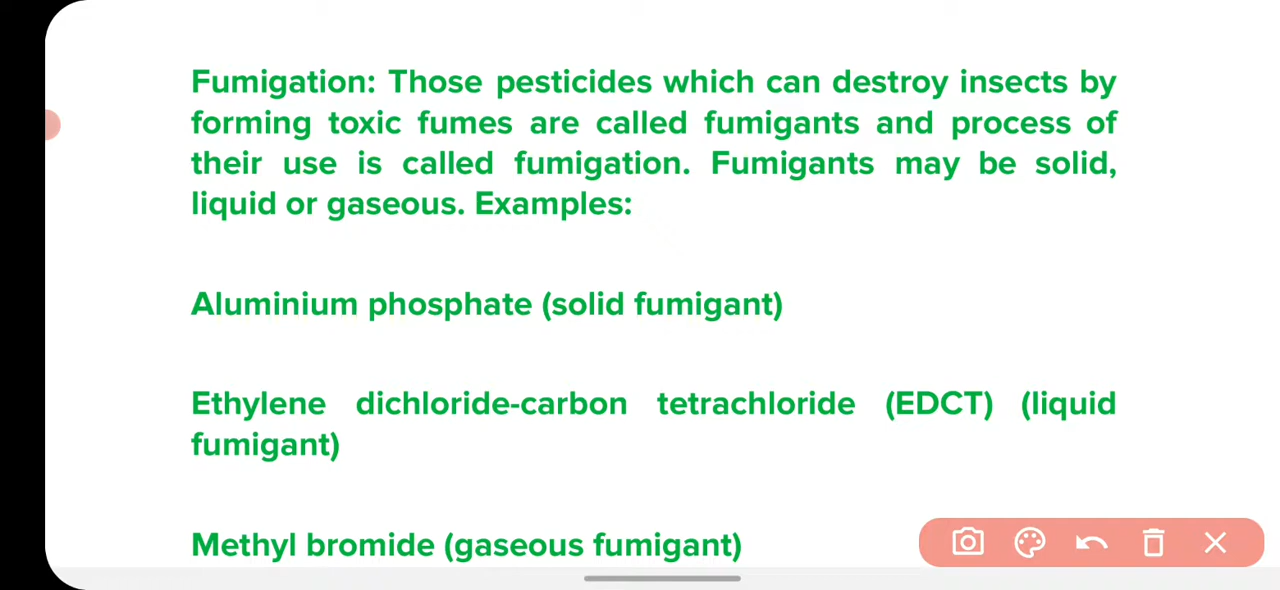 Fumigation: Those pesticides which can destroy insects by
forming toxic fumes are called fumigants and process of
their use is called fumigation. Fumigants may be solid,
liquid or gaseous. Examples:
Aluminium phosphate (solid fumigant)
Ethylene dichloride-carbon tetrachloride (EDCT) (liquid
fumigant)
Methyl bromide (gaseous fumigant)